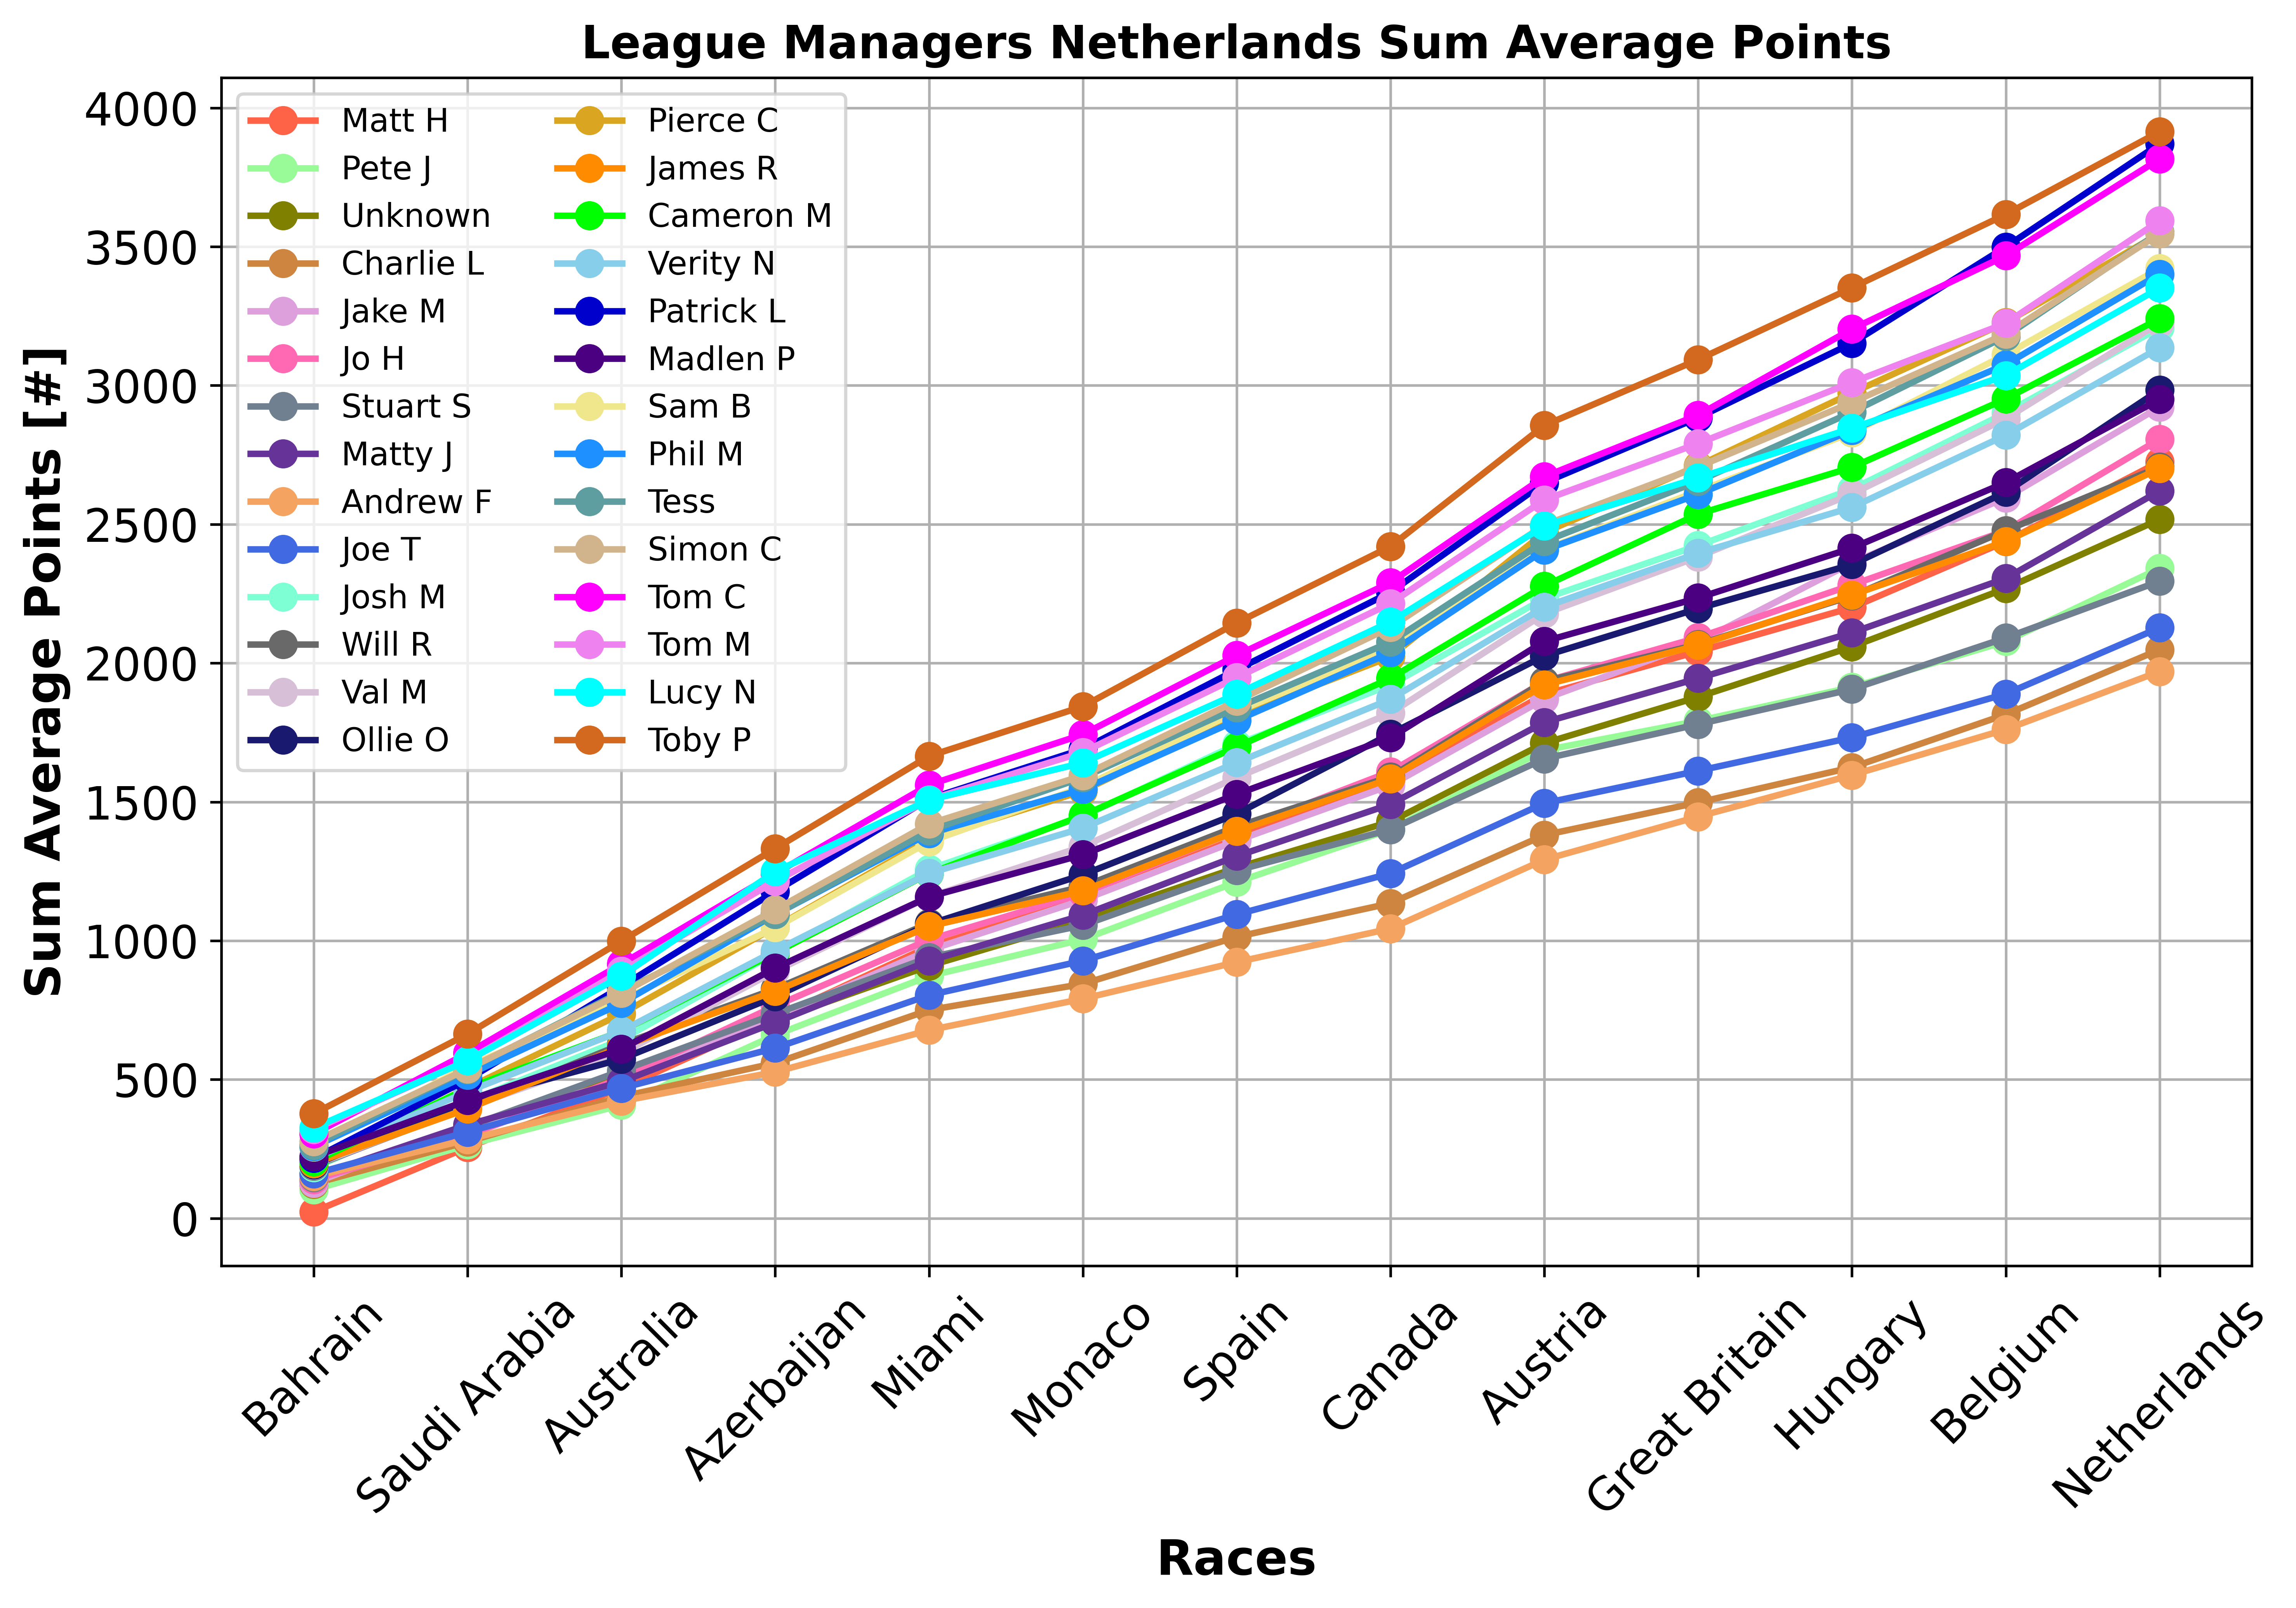 League Managers Netherlands Sum Average Points
Sum Average Points [#]
4000
3500
3000
2500
2000
1500
1000
500
0
Matt H
Pete J
Unknown
Charlie L
Jake M
Jo H
Stuart S
Matty J
Andrew F
Joe T
Josh M
Will R
Val M
Ollie O
Pierce C
James R
Cameron M
Verity N
Patrick L
Madlen P
Sam B
Phil M
Tess
Simon C
Tom C
Tom M
Lucy N
Toby P
Bahrain
Saudi Arabia
Australia
Azerbaijan
Miami
Monaco
Spain
Canada
Austria
Great Britain
Hungary
Belgium
Netherlands
Races